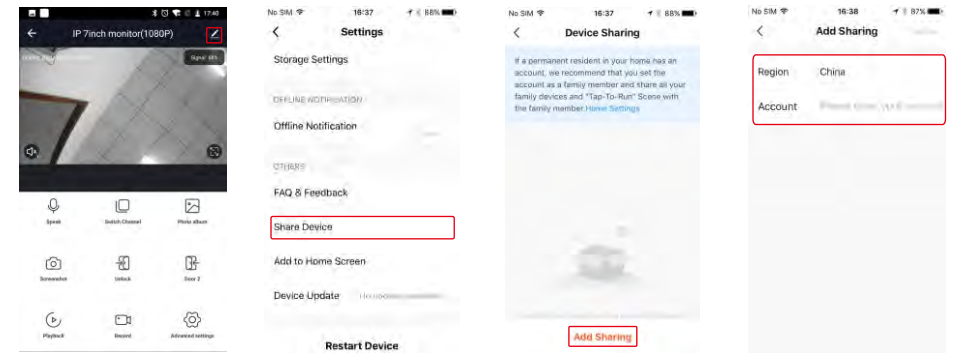 17:40
IP 7inch monitor(1080P)
Speak
Switch Channel
Photo album
Screenshot
Unlock
Door 2
Playback
Record
Advanced settings
No SIM
16:37
88%
Settings
Storage Settings
OFFLINE NOTIFICATION
Offline Notification
OTHERS
FAQ & Feedback
Share Device
Add to Home Screen
Device Update
Restart Device
No SIM
16:37
88%
Device Sharing
If a permanent resident in your home has an
account, we recommend that you set the
account as a family member and share all your
family devices and "Tap-To-Run" Scene with
the family member.Home Settings
Add Sharing
No SIM
16:38
87%
Add Sharing
Region
China
Account